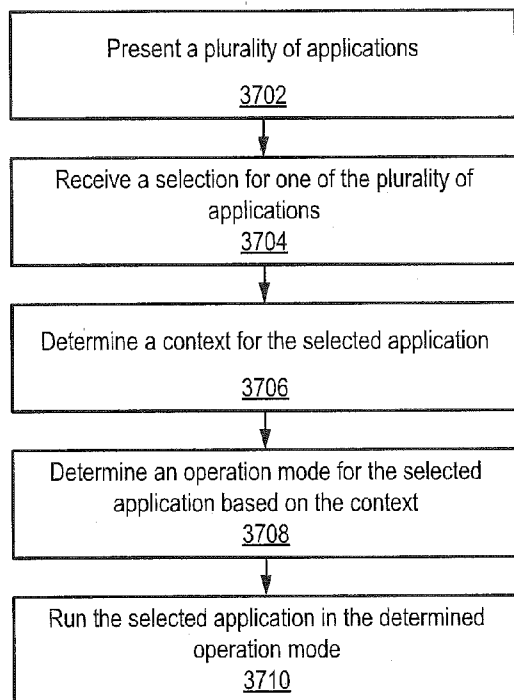 Present a plurality of applications
3702
Receive a selection for one of the plurality of
applications
3704
Determine a context for the selected application
3706
Determine an operation mode for the selected
application based on the context
3708
Run the selected application in the determined
operation mode
3710